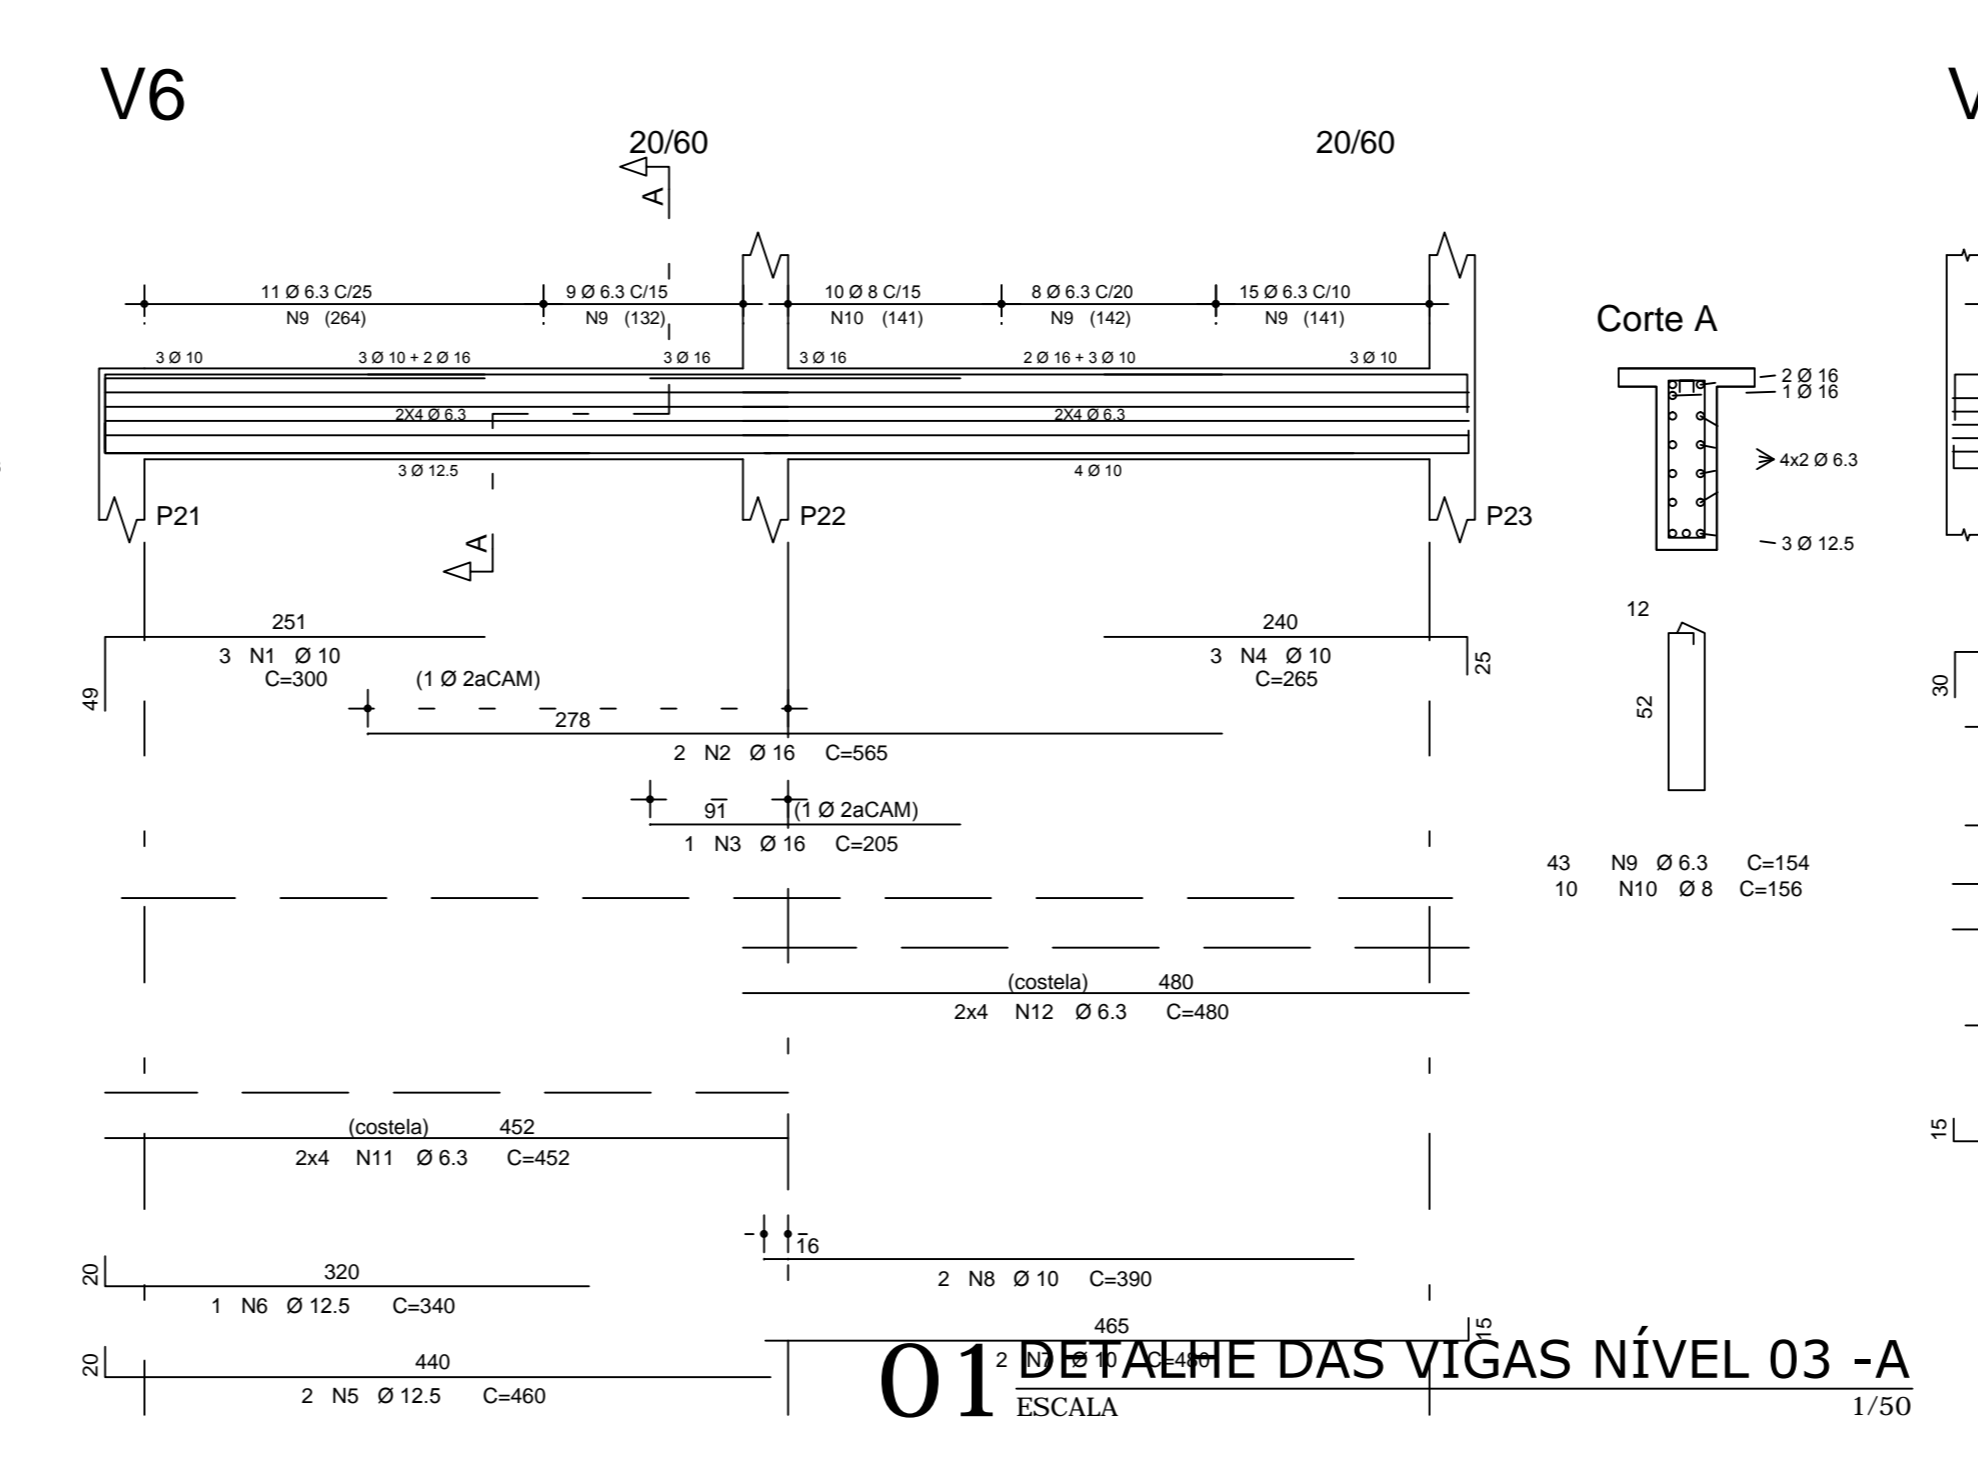 V6
V
20/60
20/60
A
11 Ø 6.3 C/25
9 Ø 6.3 C/15
10 Ø 8 C/15
8 Ø 6.3 C/20
15 Ø 6.3 C/10
N9 (264)
N9 (132)
N10 (141)
N9 (142)
N9 (141)
Corte A
3 Ø 10
3 Ø 10 + 2 Ø 16
3 Ø 16
3 Ø 16
2 Ø 16 + 3 Ø 10
3 Ø 10
2 Ø 16
1 Ø 16
2X4 Ø 6.3
2X4 Ø 6.3
4x2 Ø 6.3
3 Ø 12.5
4 Ø 10
P21
P22
P23
A
3 Ø 12.5
251
240
12
3 N1 Ø 10
C=300
(1 Ø 2aCAM)
3 N4 Ø 10
C=265
25
49
52
30
278
2 N2 Ø 16 C=565
91
(1 Ø 2aCAM)
1 N3 Ø 16 C=205
43 N9 Ø 6.3 C=154
10 N10 Ø 8 C=156
(costela) 480
2x4 N12 Ø 6.3 C=480
(costela) 452
2x4 N11 Ø 6.3 C=452
15
16
20
320
1 N6 Ø 12.5 C=340
2 N8 Ø 10 C=390
465
15
2 N7 Ø 10 C=480
20
440
2 N5 Ø 12.5 C=460
01 DETALHE DAS VIGAS NÍVEL 03 -A
ESCALA 1/50